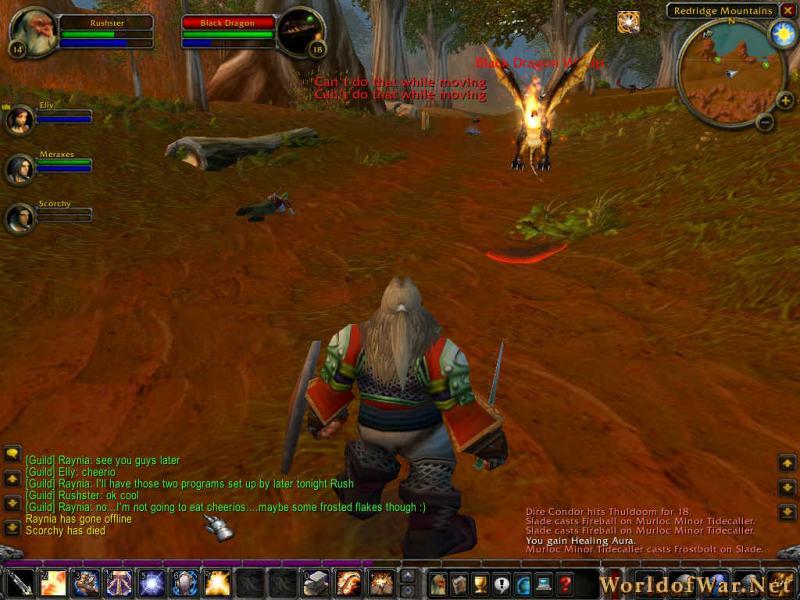 Rushster
14
Black Dragon
18
Redridge Mountains
N
Black Dragon
Can't do that while moving
Can't do that while moving
Elly
Meraxes
Scorchy
[Guild] Raynia: see you guys later
[Guild] Elly: cheerio
[Guild] Raynia: I'll have those two programs set up by later tonight Rush
[Guild] Rushster: ok cool
[Guild] Raynia: no...I'm not going to eat cheerios....maybe some frosted flakes though :)
Raynia has gone offline
Scorchy has died
Dire Condor hits Thuldoom for 18.
Slade casts Fireball on Murloc Minor Tidecaller.
Slade casts Fireball on Murloc Minor Tidecaller.
You gain Healing Aura.
Murloc Minor Tidecaller casts Frostbolt on Slade.
WorldofWar.Net